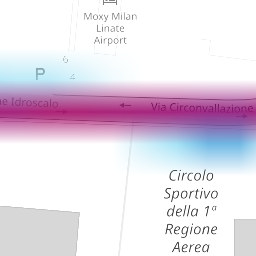 Moxy Milan
Linate
Airport
6
P
4
ne Idroscalo
Via Circonvallazione
Circolo
Sportivo
della 1ª
Regione
Aerea